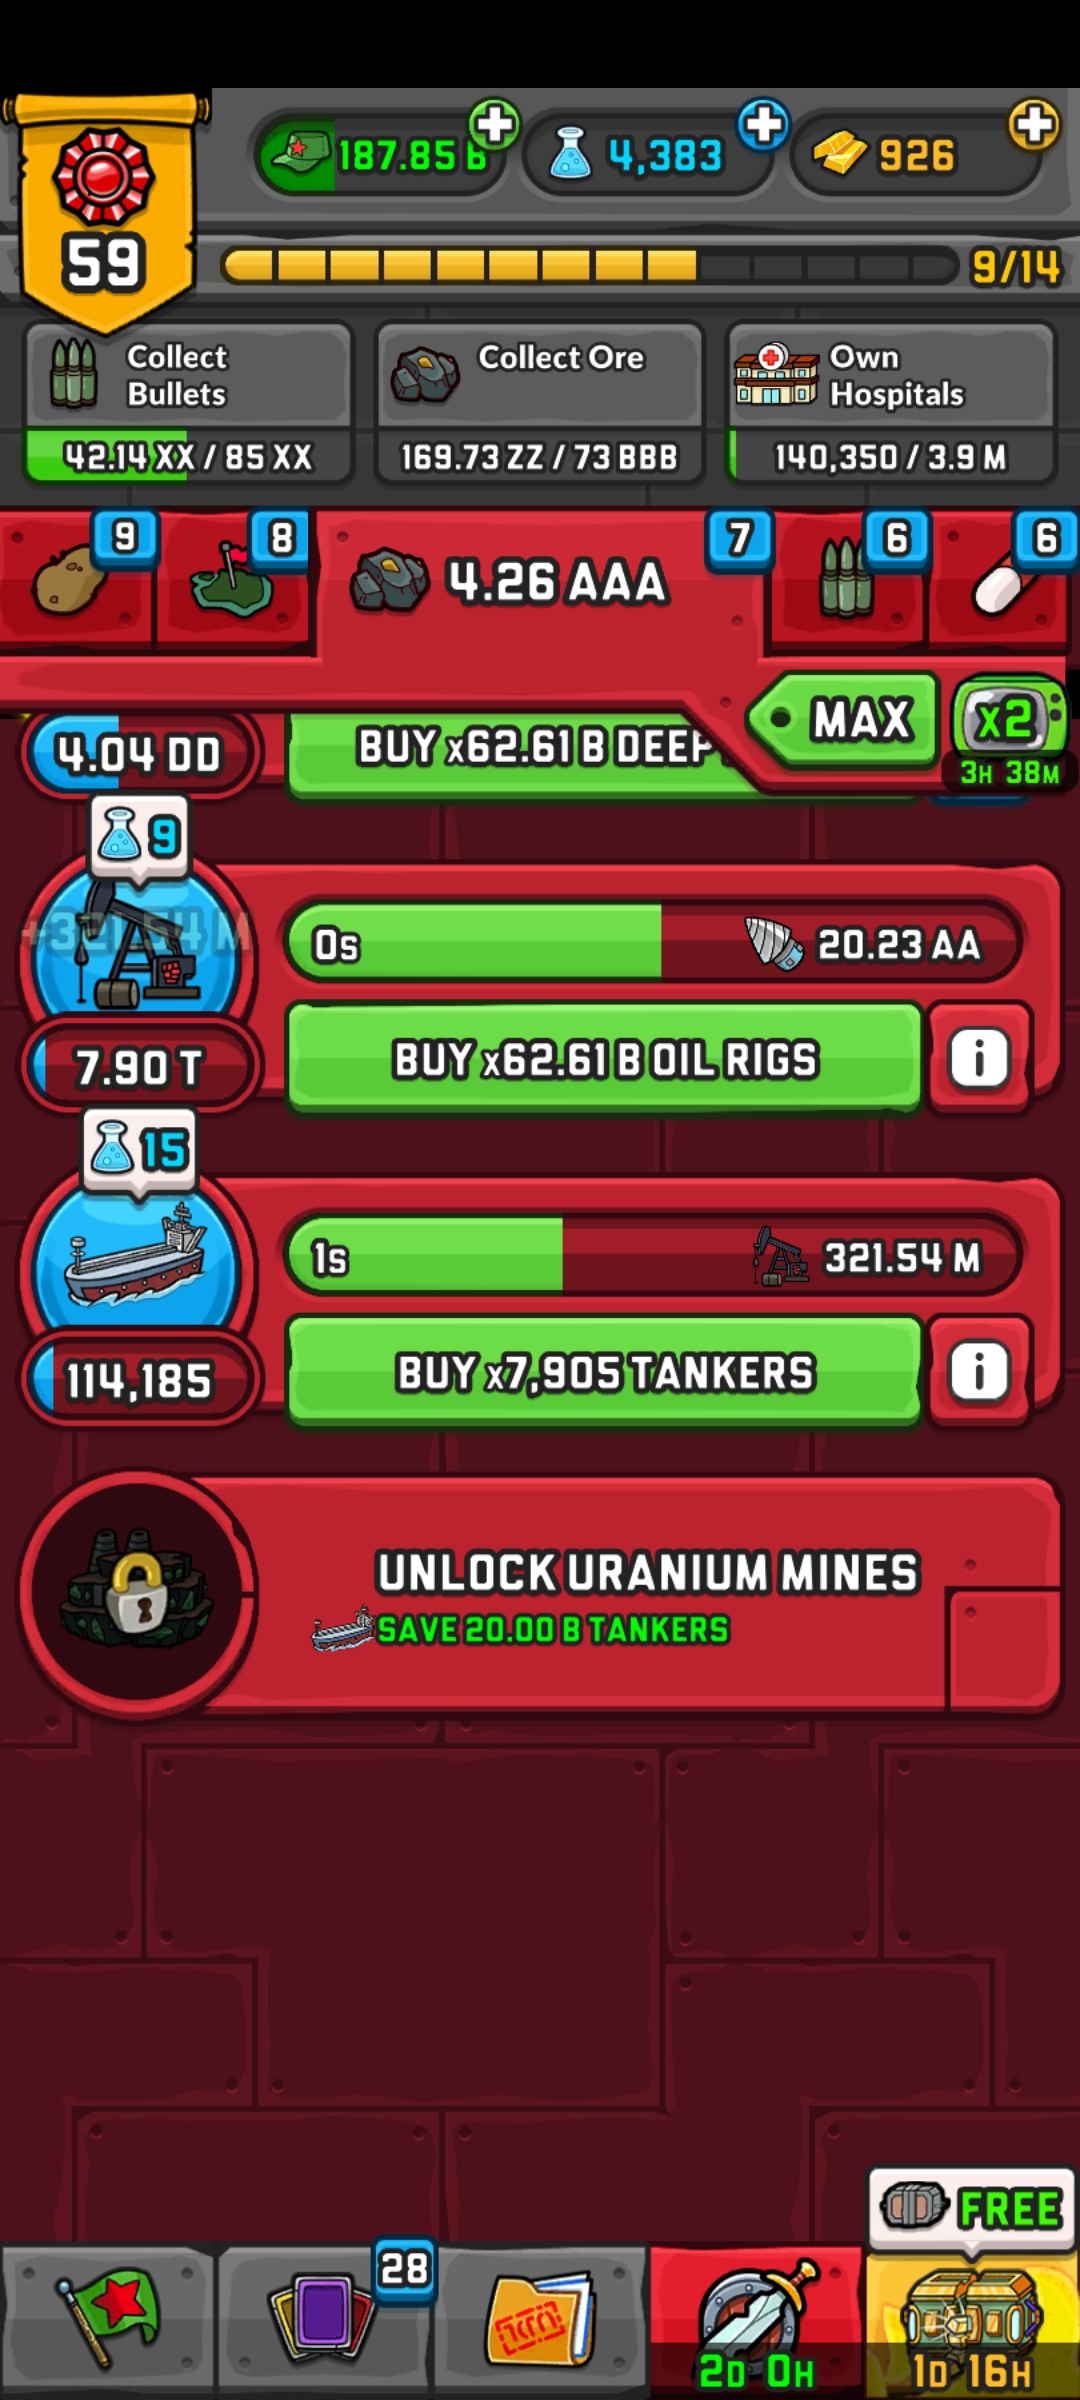 59
187.85 B
4,383
926
9/14
Collect
Bullets
42.14 XX / 85 XX
Collect Ore
169.73 ZZ / 73 BBB
Own
Hospitals
140,350 / 3.9 M
9
8
4.26 AAA
7
6
6
MAX
x2
3H 38M
4.04 DD
BUY x62.61 B DEEP
9
+321.54 M
0s
20.23 AA
7.90 T
BUY x62.61 B OIL RIGS
i
15
1s
321.54 M
114,185
BUY x7,905 TANKERS
i
UNLOCK URANIUM MINES
SAVE 20.00 B TANKERS
FREE
28
2D 0H
1D 16H